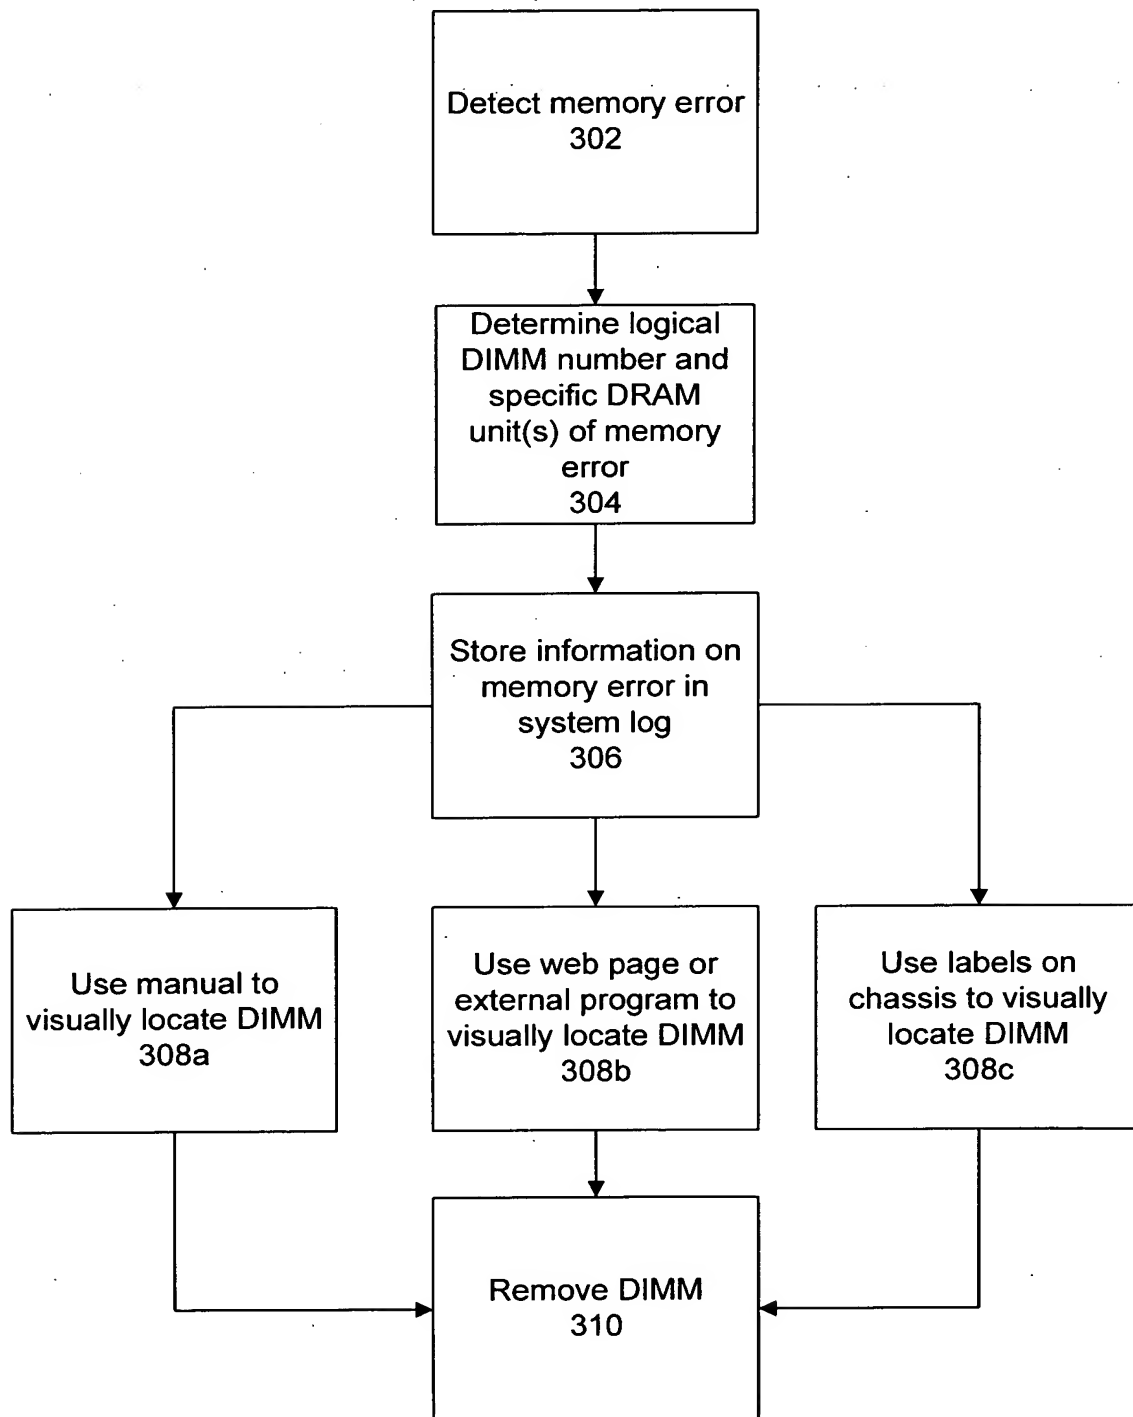 Detect memory error
302
Determine logical
DIMM number and
specific DRAM
unit(s) of memory
error
304
Store information on
memory error in
system log
306
Use manual to
visually locate DIMM
308a
Use web page or
external program to
visually locate DIMM
308b
Use labels on
chassis to visually
locate DIMM
308c
Remove DIMM
310